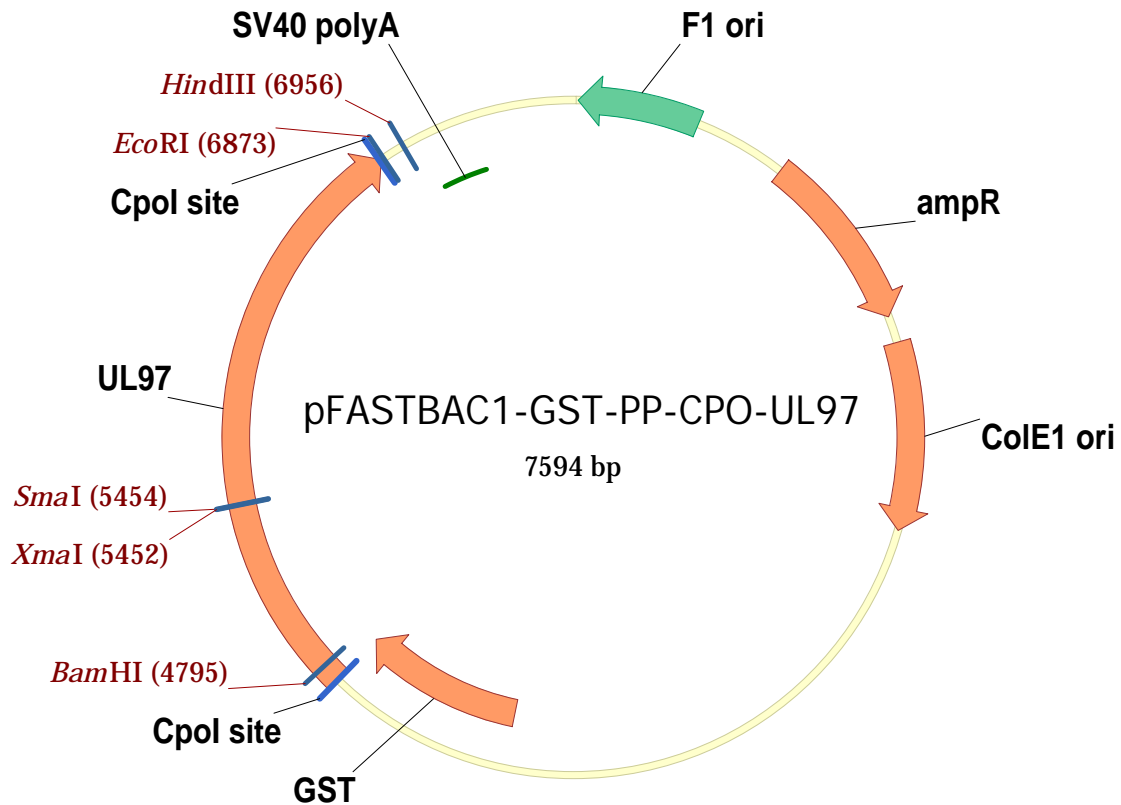 SV40 polyA
F1 ori
HindIII (6956)
EcoRI (6873)
CpoI site
ampR
UL97
pFASTBAC1-GST-PP-CPO-UL97
7594 bp
ColE1 ori
SmaI (5454)
XmaI (5452)
BamHI (4795)
CpoI site
GST